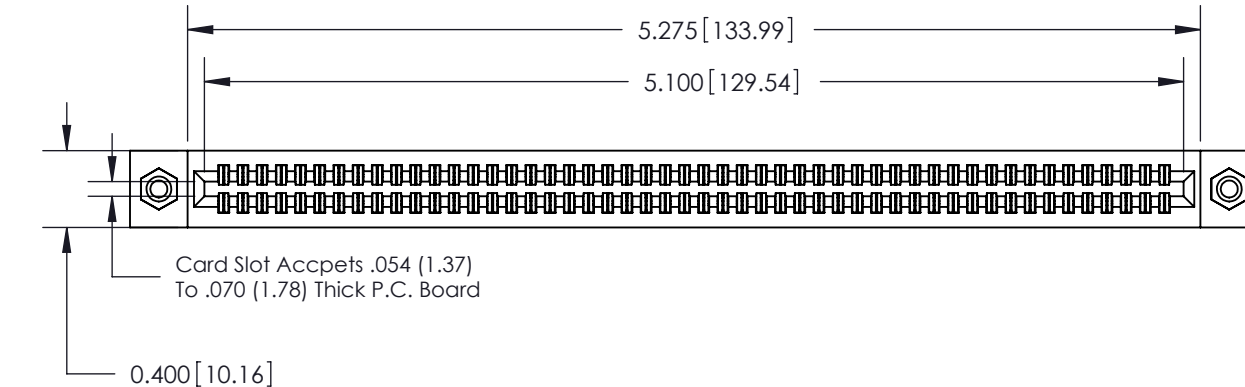 5.275[133.99]
5.100[129.54]
Card Slot Accpets .054 (1.37)
To .070 (1.78) Thick P.C. Board
0.400[10.16]